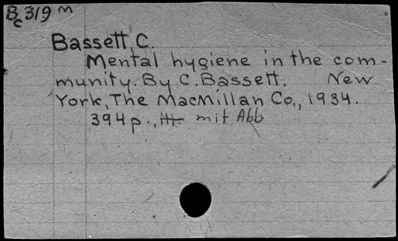 Bc 319 m
Bassett, C.
Mental hygiene in the com-
munity. By C. Bassett. New
York, The MacMillan Co., 1934.
394 p., mit Abb